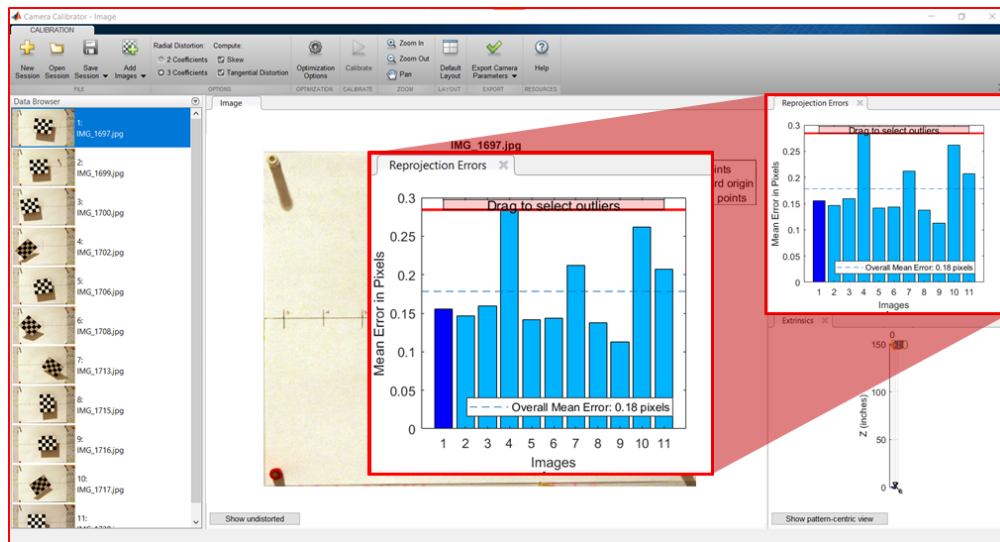 Camera Calibrator - Image
CALIBRATION
New Session
Open Session
Save Session
Add Images
FILE
Radial Distortion:
2 Coefficients
3 Coefficients
Compute:
Skew
Tangential Distortion
OPTIONS
Optimization Options
OPTIMIZATION
Calibrate
CALIBRATE
Zoom In
Zoom Out
Pan
ZOOM
Default Layout
LAYOUT
Export Camera Parameters
EXPORT
Help
RESOURCES
Data Browser
1:
IMG_1697.jpg
2:
IMG_1699.jpg
3:
IMG_1700.jpg
4:
IMG_1702.jpg
5:
IMG_1706.jpg
6:
IMG_1708.jpg
7:
IMG_1713.jpg
8:
IMG_1715.jpg
9:
IMG_1716.jpg
10:
IMG_1717.jpg
11:
Image
IMG_1697.jpg
ints
rd origin
points
Show undistorted
Reprojection Errors
Drag to select outliers
0.3
0.25
0.2
0.15
0.1
0.05
0
Mean Error in Pixels
Overall Mean Error: 0.18 pixels
1 2 3 4 5 6 7 8 9 10 11
Images
Reprojection Errors
Drag to select outliers
0.3
0.25
0.2
0.15
0.1
0.05
0
Mean Error in Pixels
Overall Mean Error: 0.18 pixels
1 2 3 4 5 6 7 8 9 10 11
Images
Extrinsics
0
150
100
50
0
Z (inches)
Show pattern-centric view